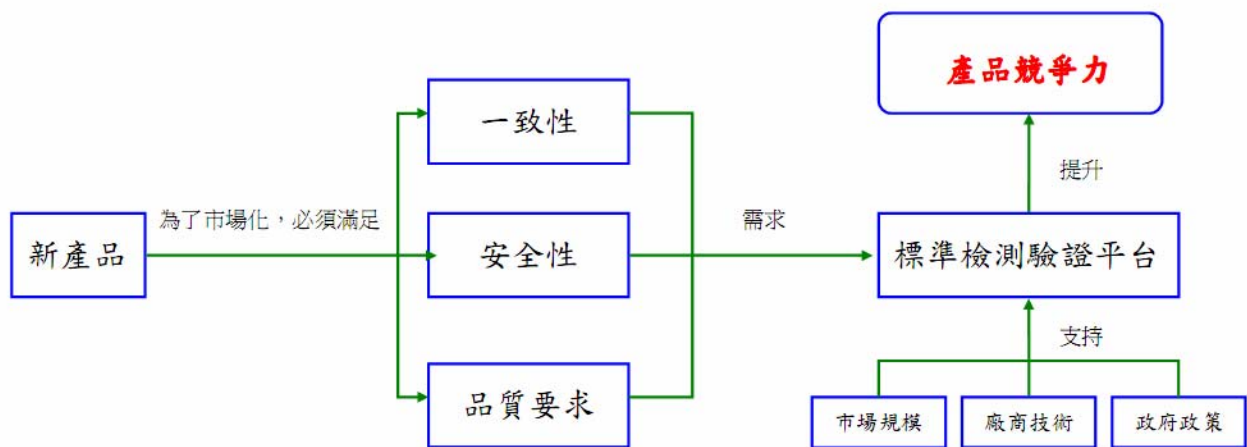 產品競爭力
一致性
提升
為了市場化，必須滿足
需求
新產品
安全性
標準檢測驗證平台
支持
品質要求
市場規模
廠商技術
政府政策